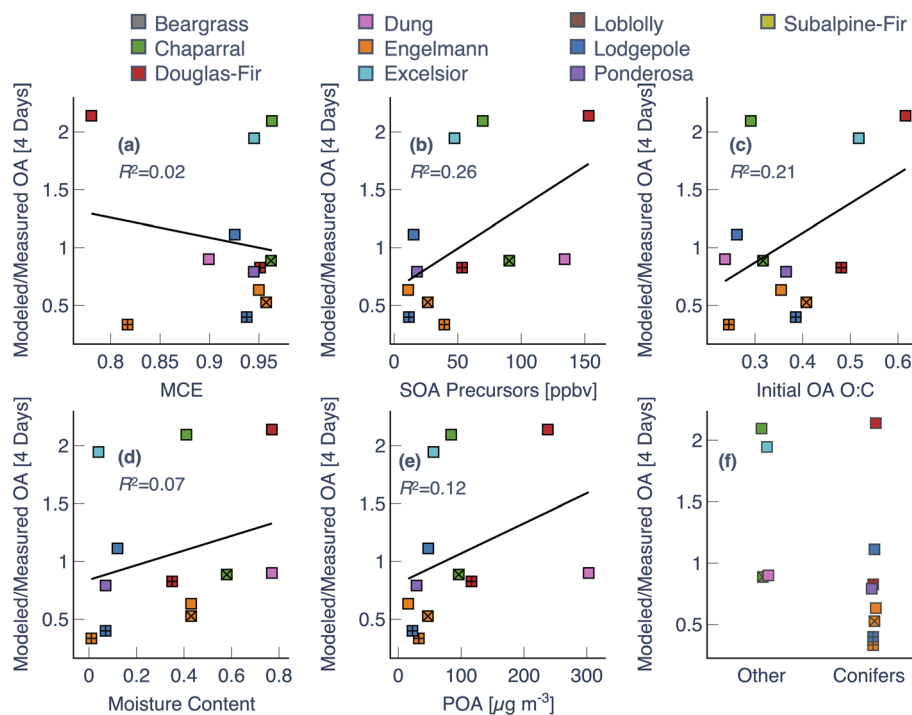 Beargrass Dung Loblolly Subalpine-Fir
Chaparral Engelmann Lodgepole
Douglas-Fir Excelsior Ponderosa
Modeled/Measured OA [4 Days]
2
1.5
1
0.5
(a)
R²=0.02
0.8 0.85 0.9 0.95
MCE
Modeled/Measured OA [4 Days]
2
1.5
1
0.5
(b)
R²=0.26
0 50 100 150
SOA Precursors [ppbv]
Modeled/Measured OA [4 Days]
2
1.5
1
0.5
(c)
R²=0.21
0.3 0.4 0.5 0.6
Initial OA O:C
Modeled/Measured OA [4 Days]
2
1.5
1
0.5
(d)
R²=0.07
0 0.2 0.4 0.6 0.8
Moisture Content
Modeled/Measured OA [4 Days]
2
1.5
1
0.5
(e)
R²=0.12
0 100 200 300
POA [µg m⁻³]
Modeled/Measured OA [4 Days]
2
1.5
1
0.5
(f)
Other Conifers